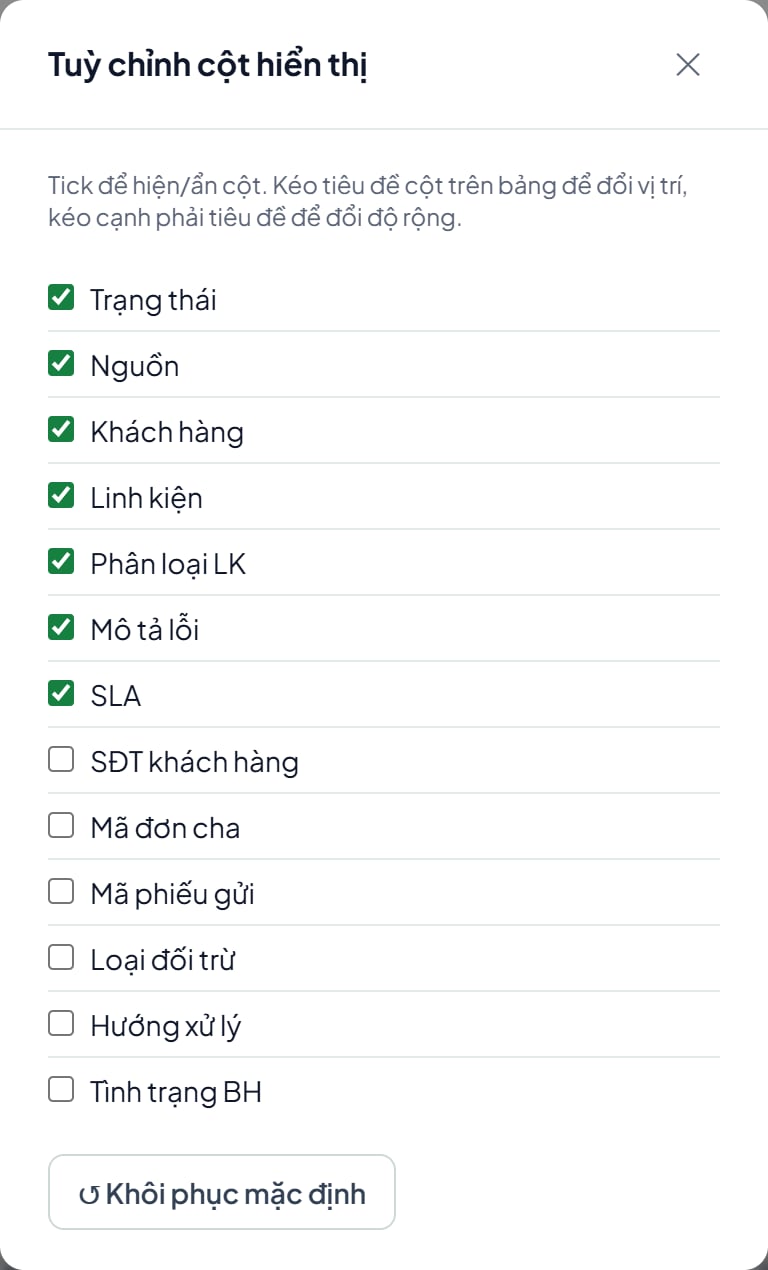 Tuỳ chỉnh cột hiển thị
Tick để hiện/ẩn cột. Kéo tiêu đề cột trên bảng để đổi vị trí,
kéo cạnh phải tiêu đề để đổi độ rộng.
Trạng thái
Nguồn
Khách hàng
Linh kiện
Phân loại LK
Mô tả lỗi
SLA
SĐT khách hàng
Mã đơn cha
Mã phiếu gửi
Loại đối trừ
Hướng xử lý
Tình trạng BH
↺ Khôi phục mặc định